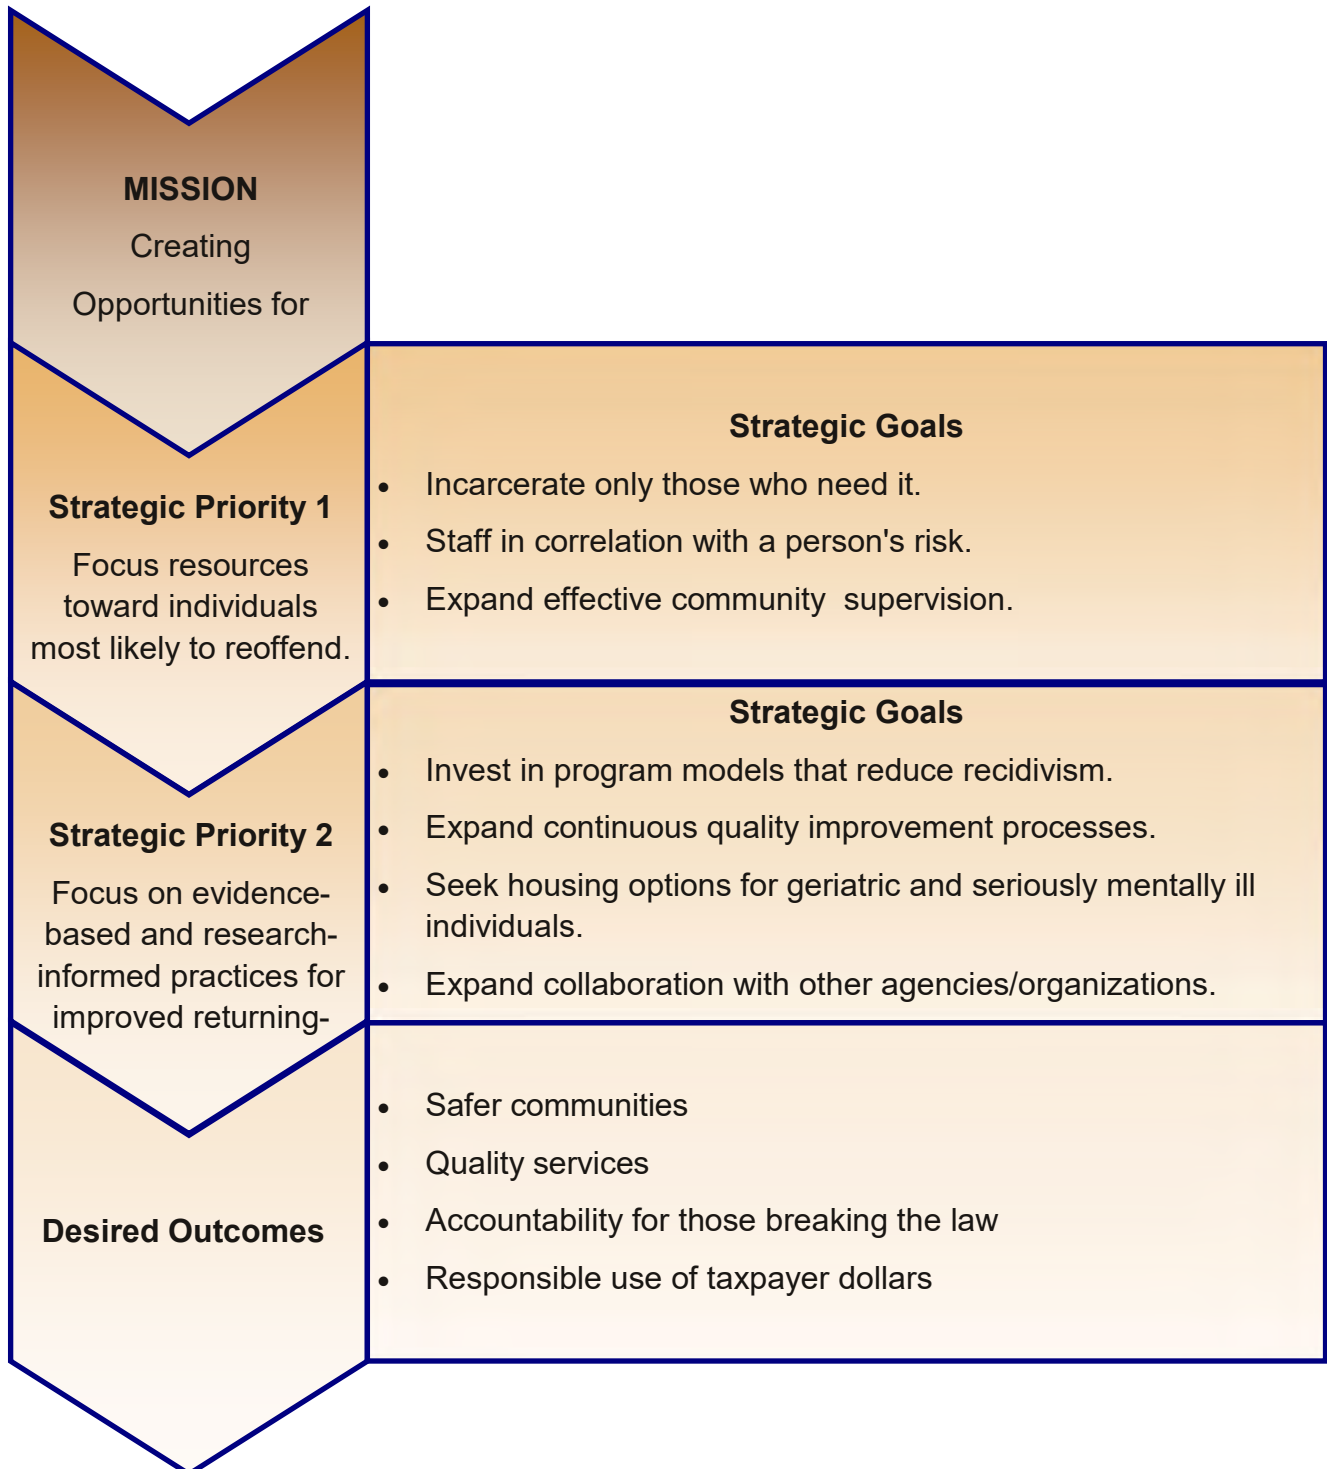 MISSION
Creating
Opportunities for
Strategic Priority 1
Focus resources
toward individuals
most likely to reoffend.
Strategic Goals
• Incarcerate only those who need it.
• Staff in correlation with a person's risk.
• Expand effective community  supervision.
Strategic Priority 2
Focus on evidence-
based and research-
informed practices for
improved returning-
Strategic Goals
• Invest in program models that reduce recidivism.
• Expand continuous quality improvement processes.
• Seek housing options for geriatric and seriously mentally ill
individuals.
• Expand collaboration with other agencies/organizations.
Desired Outcomes
• Safer communities
• Quality services
• Accountability for those breaking the law
• Responsible use of taxpayer dollars